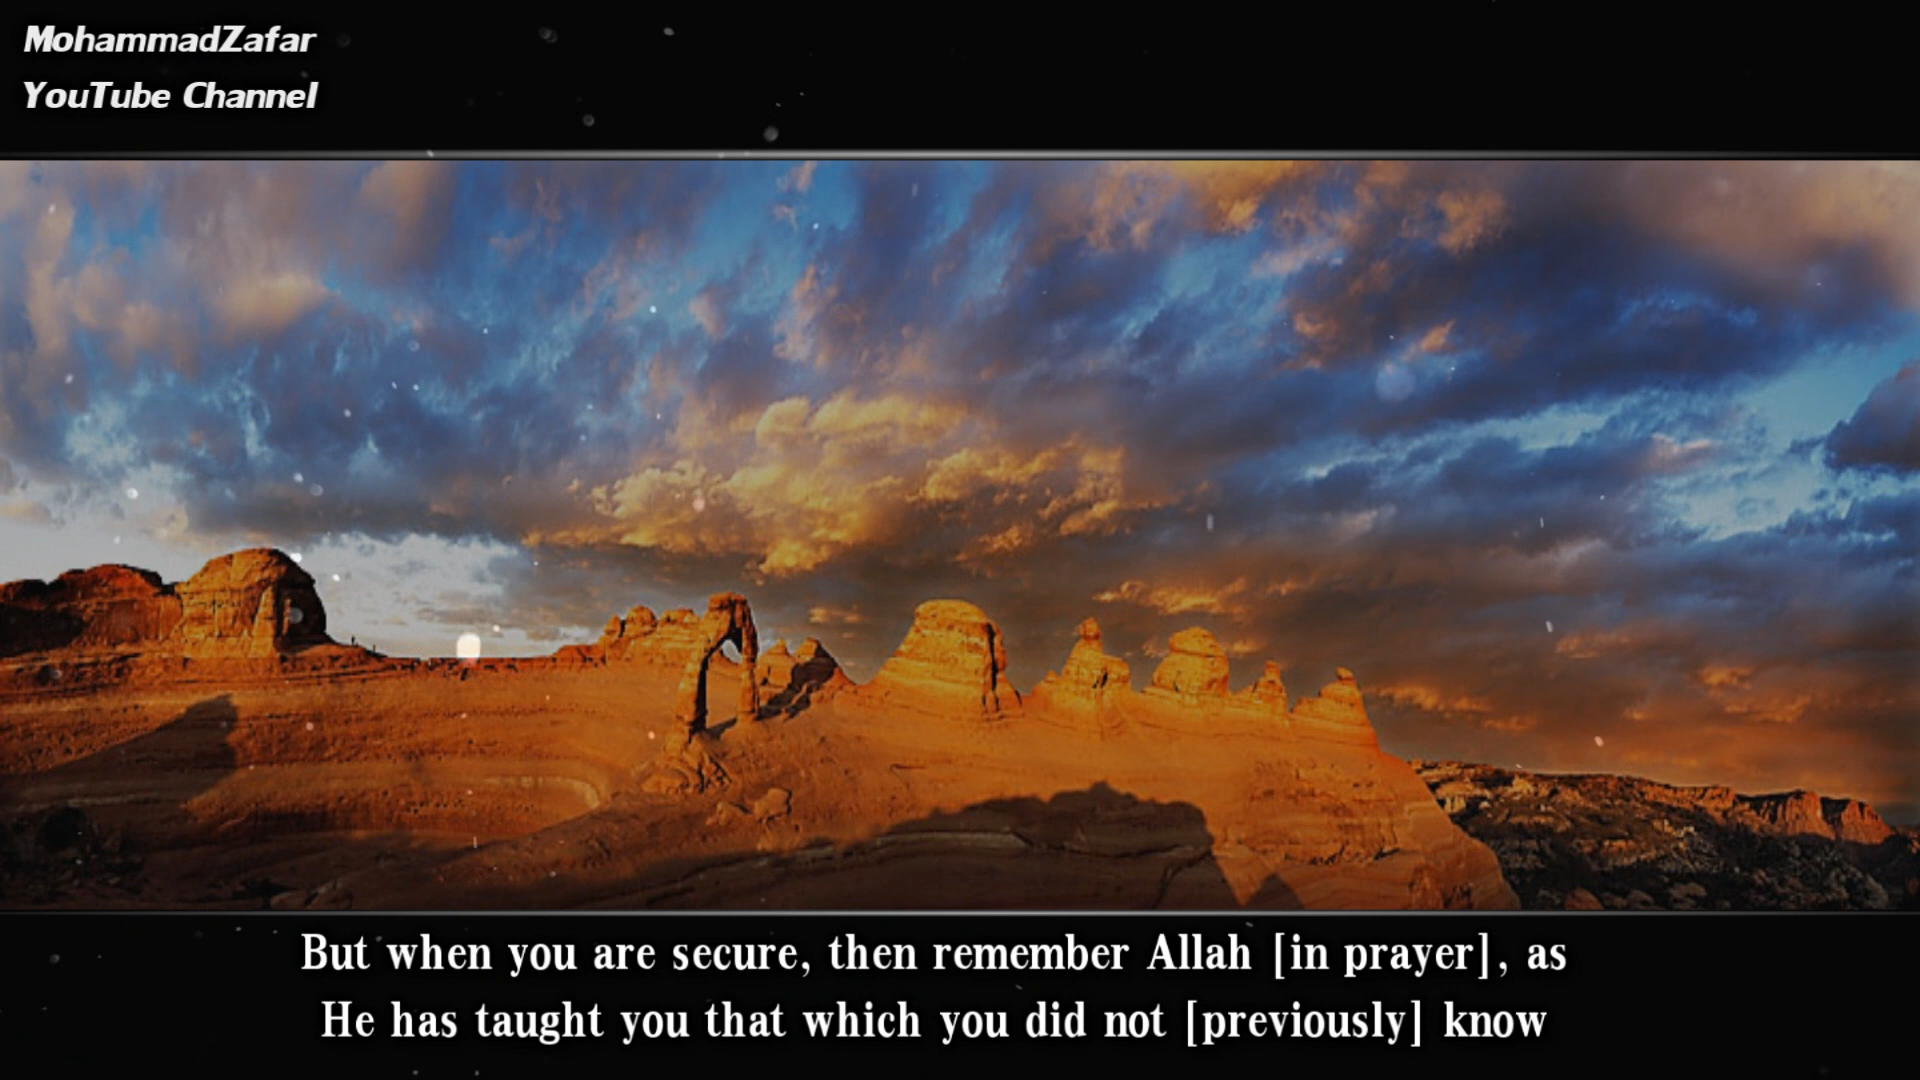 MohammadZafar
YouTube Channel
But when you are secure, then remember Allah [in prayer], as
He has taught you that which you did not [previously] know